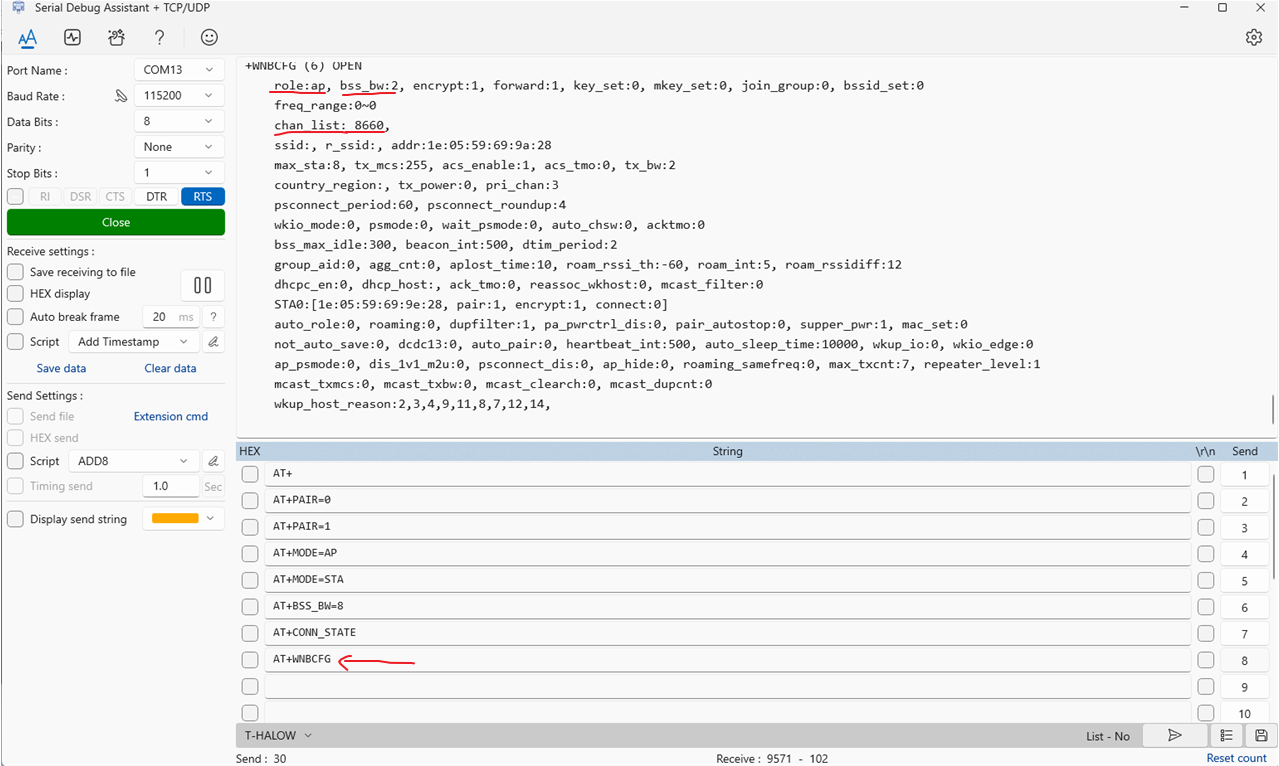 Serial Debug Assistant + TCP/UDP
Port Name : COM13
Baud Rate : 115200
Data Bits : 8
Parity : None
Stop Bits : 1
RI DSR CTS DTR RTS
Close
Receive settings :
Save receiving to file
HEX display
Auto break frame 20 ms ?
Script Add Timestamp
Save data Clear data
Send Settings :
Send file Extension cmd
HEX send
Script ADD8
Timing send 1.0 Sec
Display send string
+WNBCFG (6) OPEN
role:ap, bss_bw:2, encrypt:1, forward:1, key_set:0, mkey_set:0, join_group:0, bssid_set:0
freq_range:0~0
chan list: 8660,
ssid:, r_ssid:, addr:1e:05:59:69:9a:28
max_sta:8, tx_mcs:255, acs_enable:1, acs_tmo:0, tx_bw:2
country_region:, tx_power:0, pri_chan:3
psconnect_period:60, psconnect_roundup:4
wkio_mode:0, psmode:0, wait_psmode:0, auto_chsw:0, acktmo:0
bss_max_idle:300, beacon_int:500, dtim_period:2
group_aid:0, agg_cnt:0, aplost_time:10, roam_rssi_th:-60, roam_int:5, roam_rssidiff:12
dhcpc_en:0, dhcp_host:, ack_tmo:0, reassoc_wkhost:0, mcast_filter:0
STA0:[1e:05:59:69:9e:28, pair:1, encrypt:1, connect:0]
auto_role:0, roaming:0, dupfilter:1, pa_pwrctrl_dis:0, pair_autostop:0, supper_pwr:1, mac_set:0
not_auto_save:0, dcdc13:0, auto_pair:0, heartbeat_int:500, auto_sleep_time:10000, wkup_io:0, wkio_edge:0
ap_psmode:0, dis_1v1_m2u:0, psconnect_dis:0, ap_hide:0, roaming_samefreq:0, max_txcnt:7, repeater_level:1
mcast_txmcs:0, mcast_txbw:0, mcast_clearch:0, mcast_dupcnt:0
wkup_host_reason:2,3,4,9,11,8,7,12,14,
HEX String \r\n Send
AT+ 1
AT+PAIR=0 2
AT+PAIR=1 3
AT+MODE=AP 4
AT+MODE=STA 5
AT+BSS_BW=8 6
AT+CONN_STATE 7
AT+WNBCFG 8
9
10
T-HALOW List - No
Send : 30 Receive : 9571 - 102 Reset count